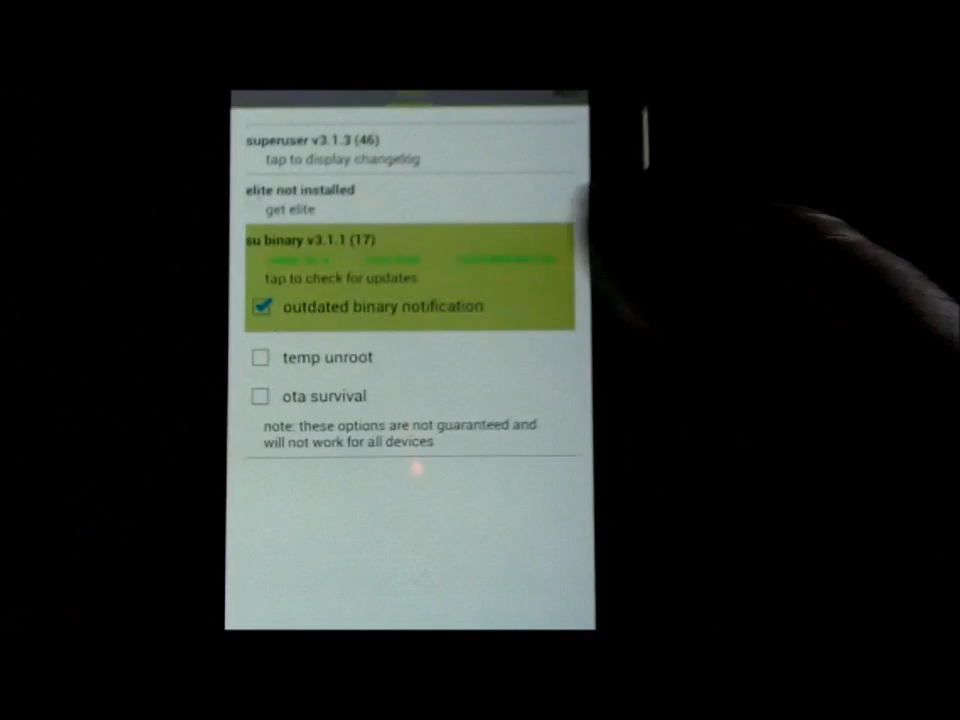 superuser v3.1.3 (46)
tap to display changelog
elite not installed
get elite
su binary v3.1.1 (17)
tap to check for updates
outdated binary notification
temp unroot
ota survival
note: these options are not guaranteed and
will not work for all devices